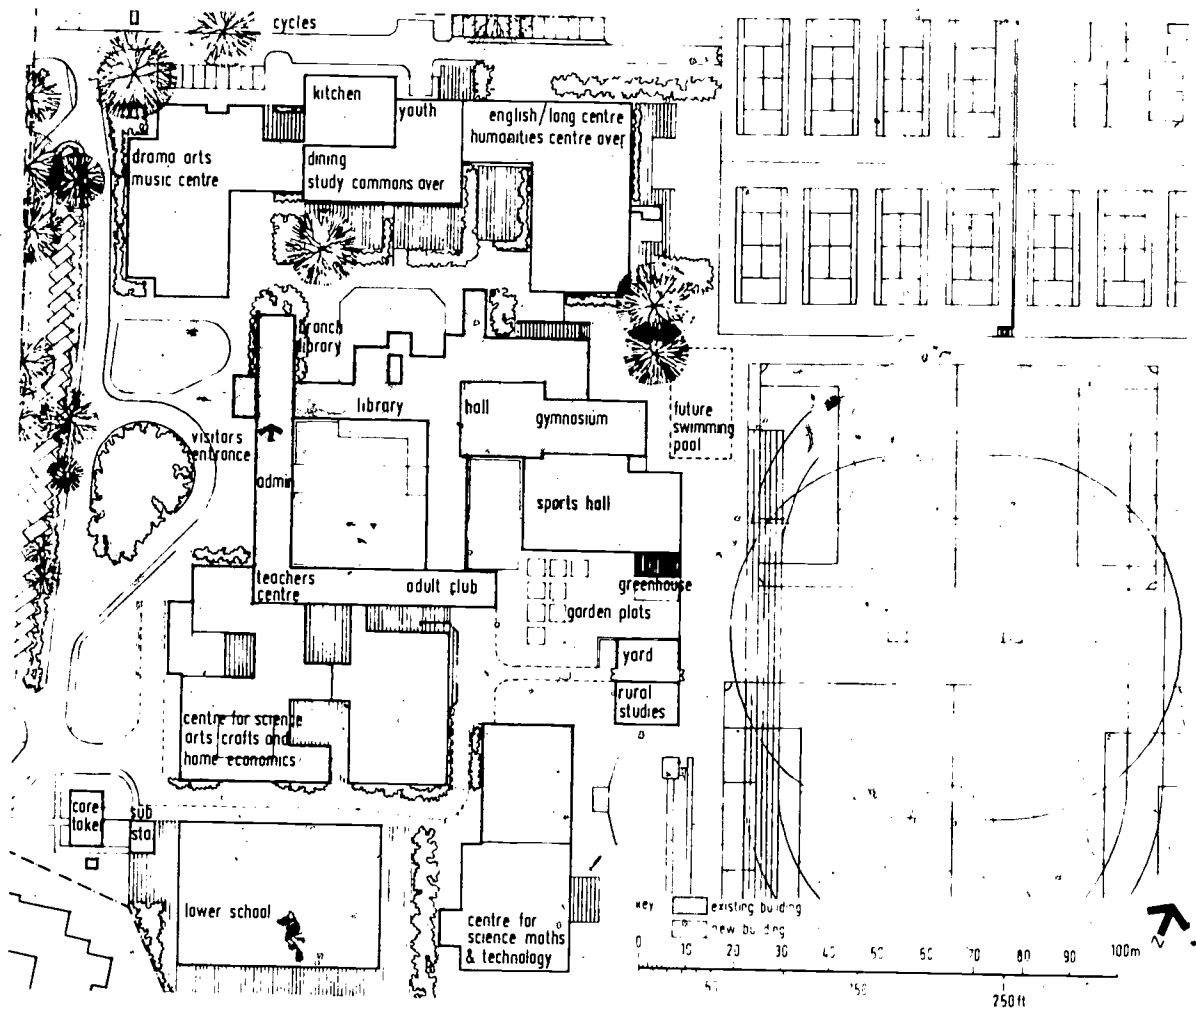 cycles
kitchen
youth
english/lang centre
humanities centre over
drama arts
music centre
dining
study commons over
branch
library
library
hall
gymnasium
future
swimming
pool
visitors
entrance
admin
sports hall
teachers
centre
adult club
greenhouse
garden plots
yard
rural
studies
centre for science
arts crafts and
home economics
care
taker
sub
sta
lower school
centre for
science maths
& technology
key
existing building
new building
0 10 20 30 40 50 60 70 80 90 100m
50 150 250ft
N